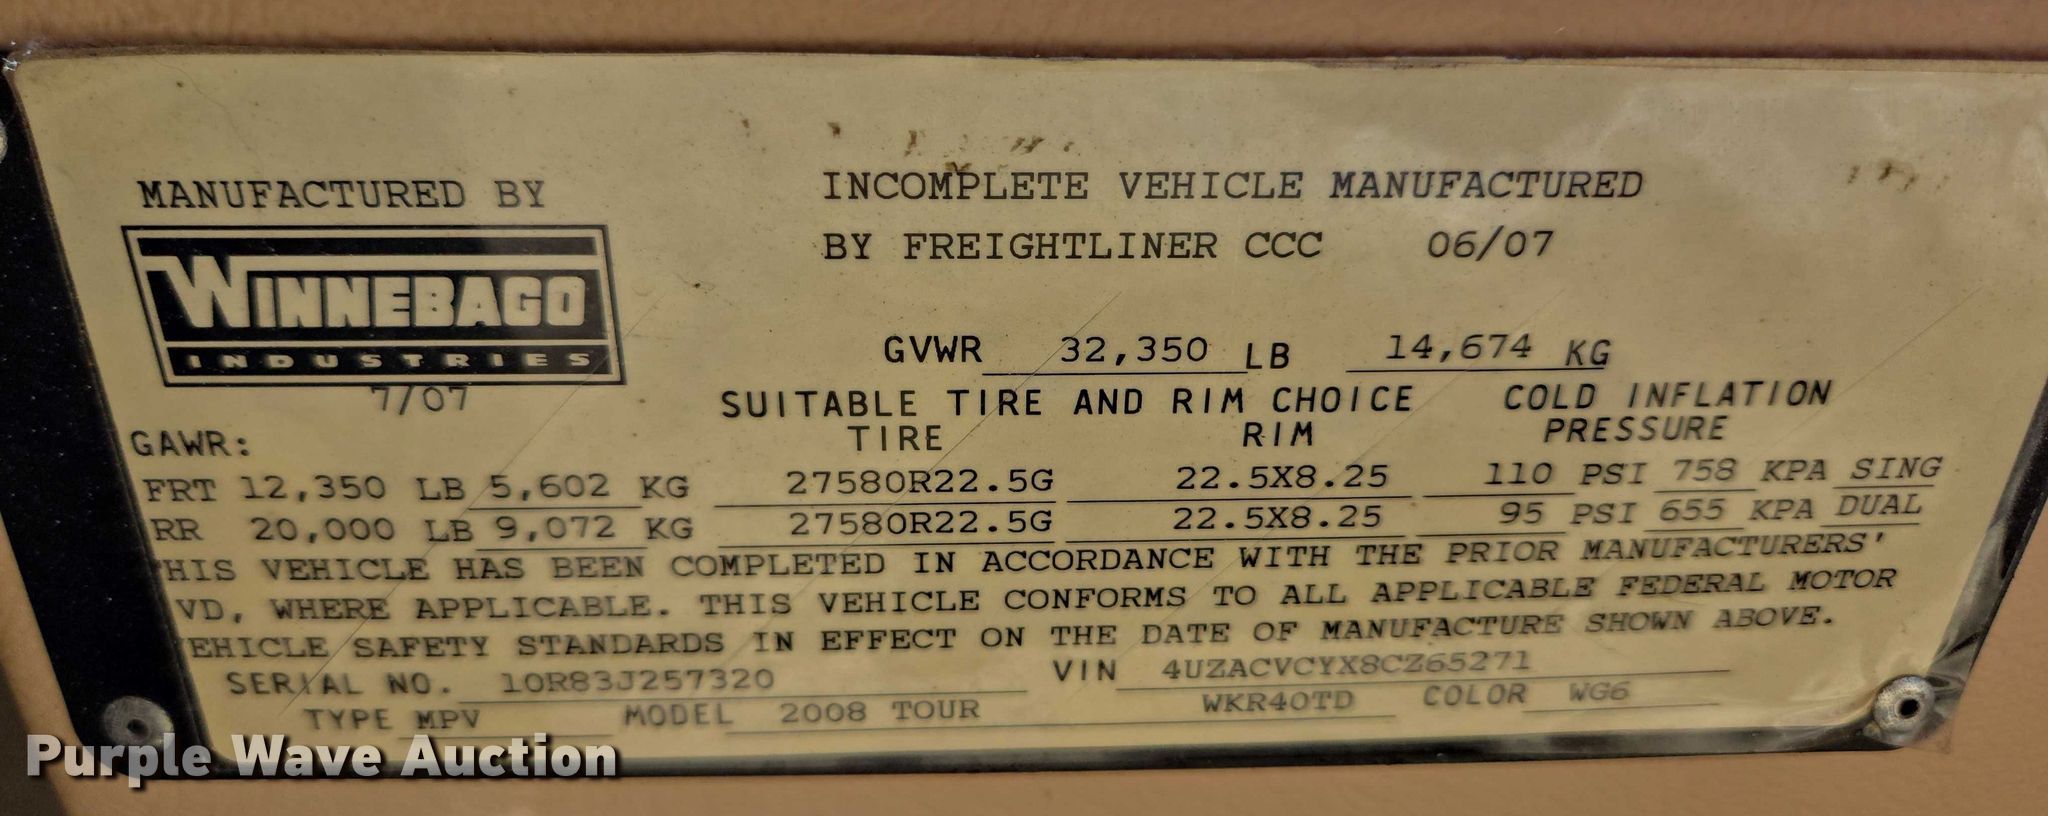 MANUFACTURED BY
WINNEBAGO
INDUSTRIES
7/07
INCOMPLETE VEHICLE MANUFACTURED
BY FREIGHTLINER CCC 06/07
GVWR 32,350 LB 14,674 KG
SUITABLE TIRE AND RIM CHOICE COLD INFLATION
GAWR: TIRE RIM PRESSURE
FRT 12,350 LB 5,602 KG 27580R22.5G 22.5X8.25 110 PSI 758 KPA SING
RR 20,000 LB 9,072 KG 27580R22.5G 22.5X8.25 95 PSI 655 KPA DUAL
HIS VEHICLE HAS BEEN COMPLETED IN ACCORDANCE WITH THE PRIOR MANUFACTURERS'
VD, WHERE APPLICABLE. THIS VEHICLE CONFORMS TO ALL APPLICABLE FEDERAL MOTOR
EHICLE SAFETY STANDARDS IN EFFECT ON THE DATE OF MANUFACTURE SHOWN ABOVE.
SERIAL NO. 10R83J257320 VIN 4UZACVCYX8CZ65271
TYPE MPV MODEL 2008 TOUR WKR40TD COLOR WG6
Purple Wave Auction